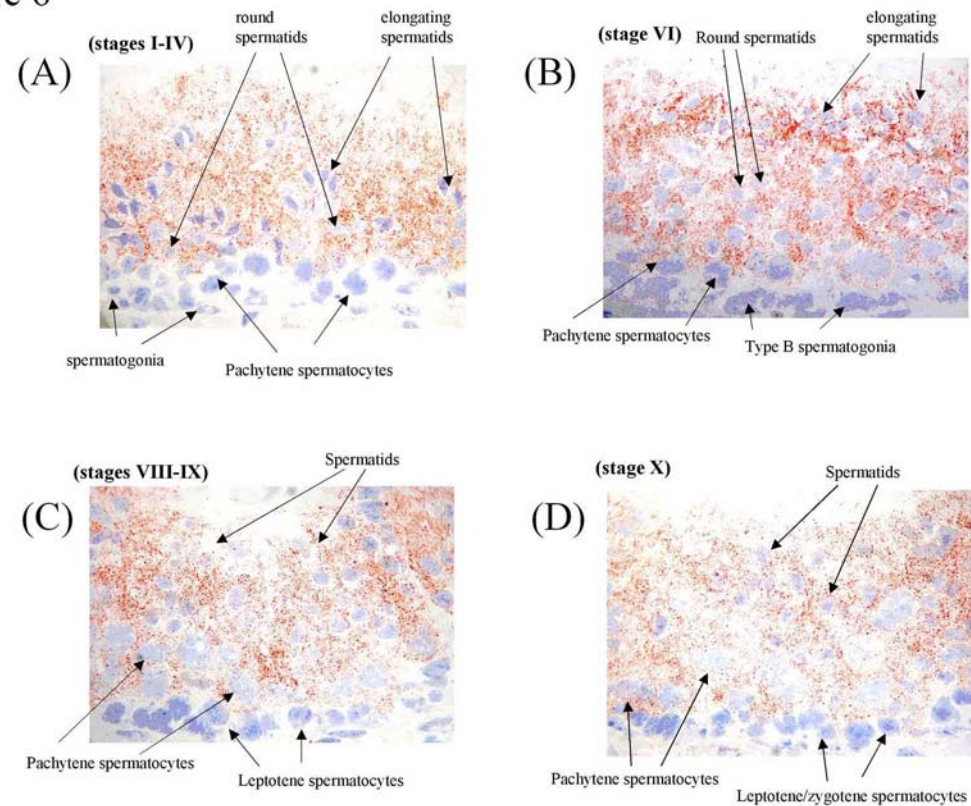 (stages I-IV)
round
spermatids
elongating
spermatids
(A)
spermatogonia
Pachytene spermatocytes
(stage VI)
Round spermatids
elongating
spermatids
(B)
Pachytene spermatocytes
Type B spermatogonia
(stages VIII-IX)
Spermatids
(C)
Pachytene spermatocytes
Leptotene spermatocytes
(stage X)
Spermatids
(D)
Pachytene spermatocytes
Leptotene/zygotene spermatocytes